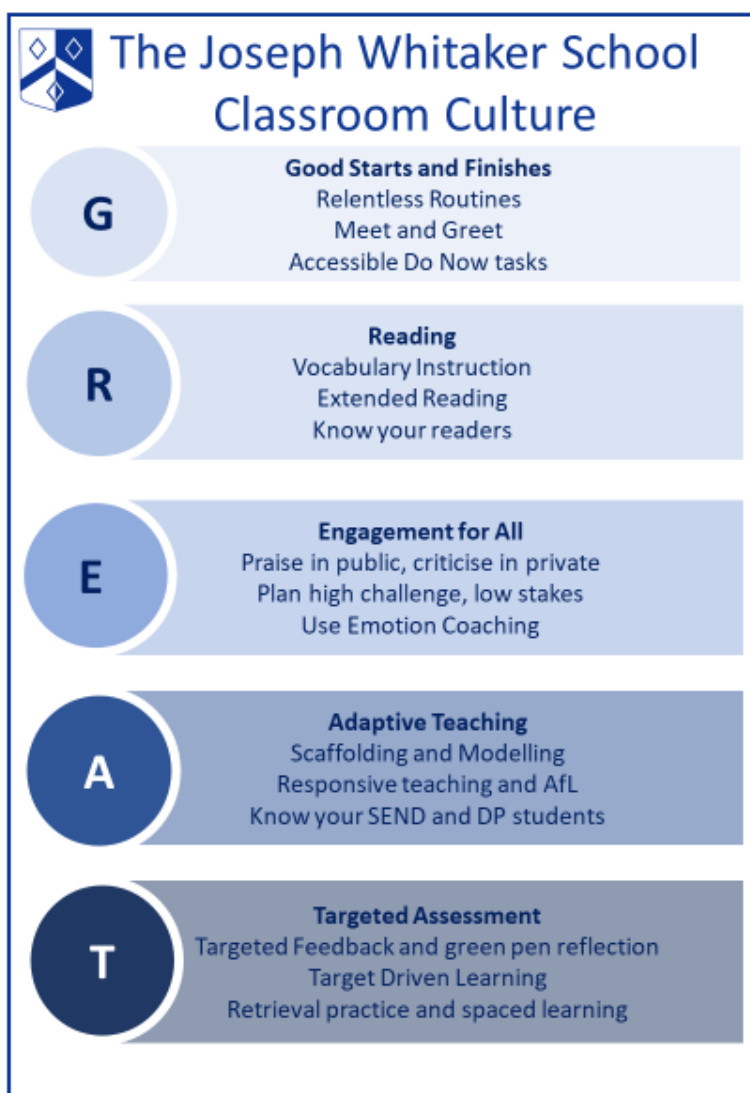 The Joseph Whitaker School
Classroom Culture
G
Good Starts and Finishes
Relentless Routines
Meet and Greet
Accessible Do Now tasks
R
Reading
Vocabulary Instruction
Extended Reading
Know your readers
E
Engagement for All
Praise in public, criticise in private
Plan high challenge, low stakes
Use Emotion Coaching
A
Adaptive Teaching
Scaffolding and Modelling
Responsive teaching and AfL
Know your SEND and DP students
T
Targeted Assessment
Targeted Feedback and green pen reflection
Target Driven Learning
Retrieval practice and spaced learning